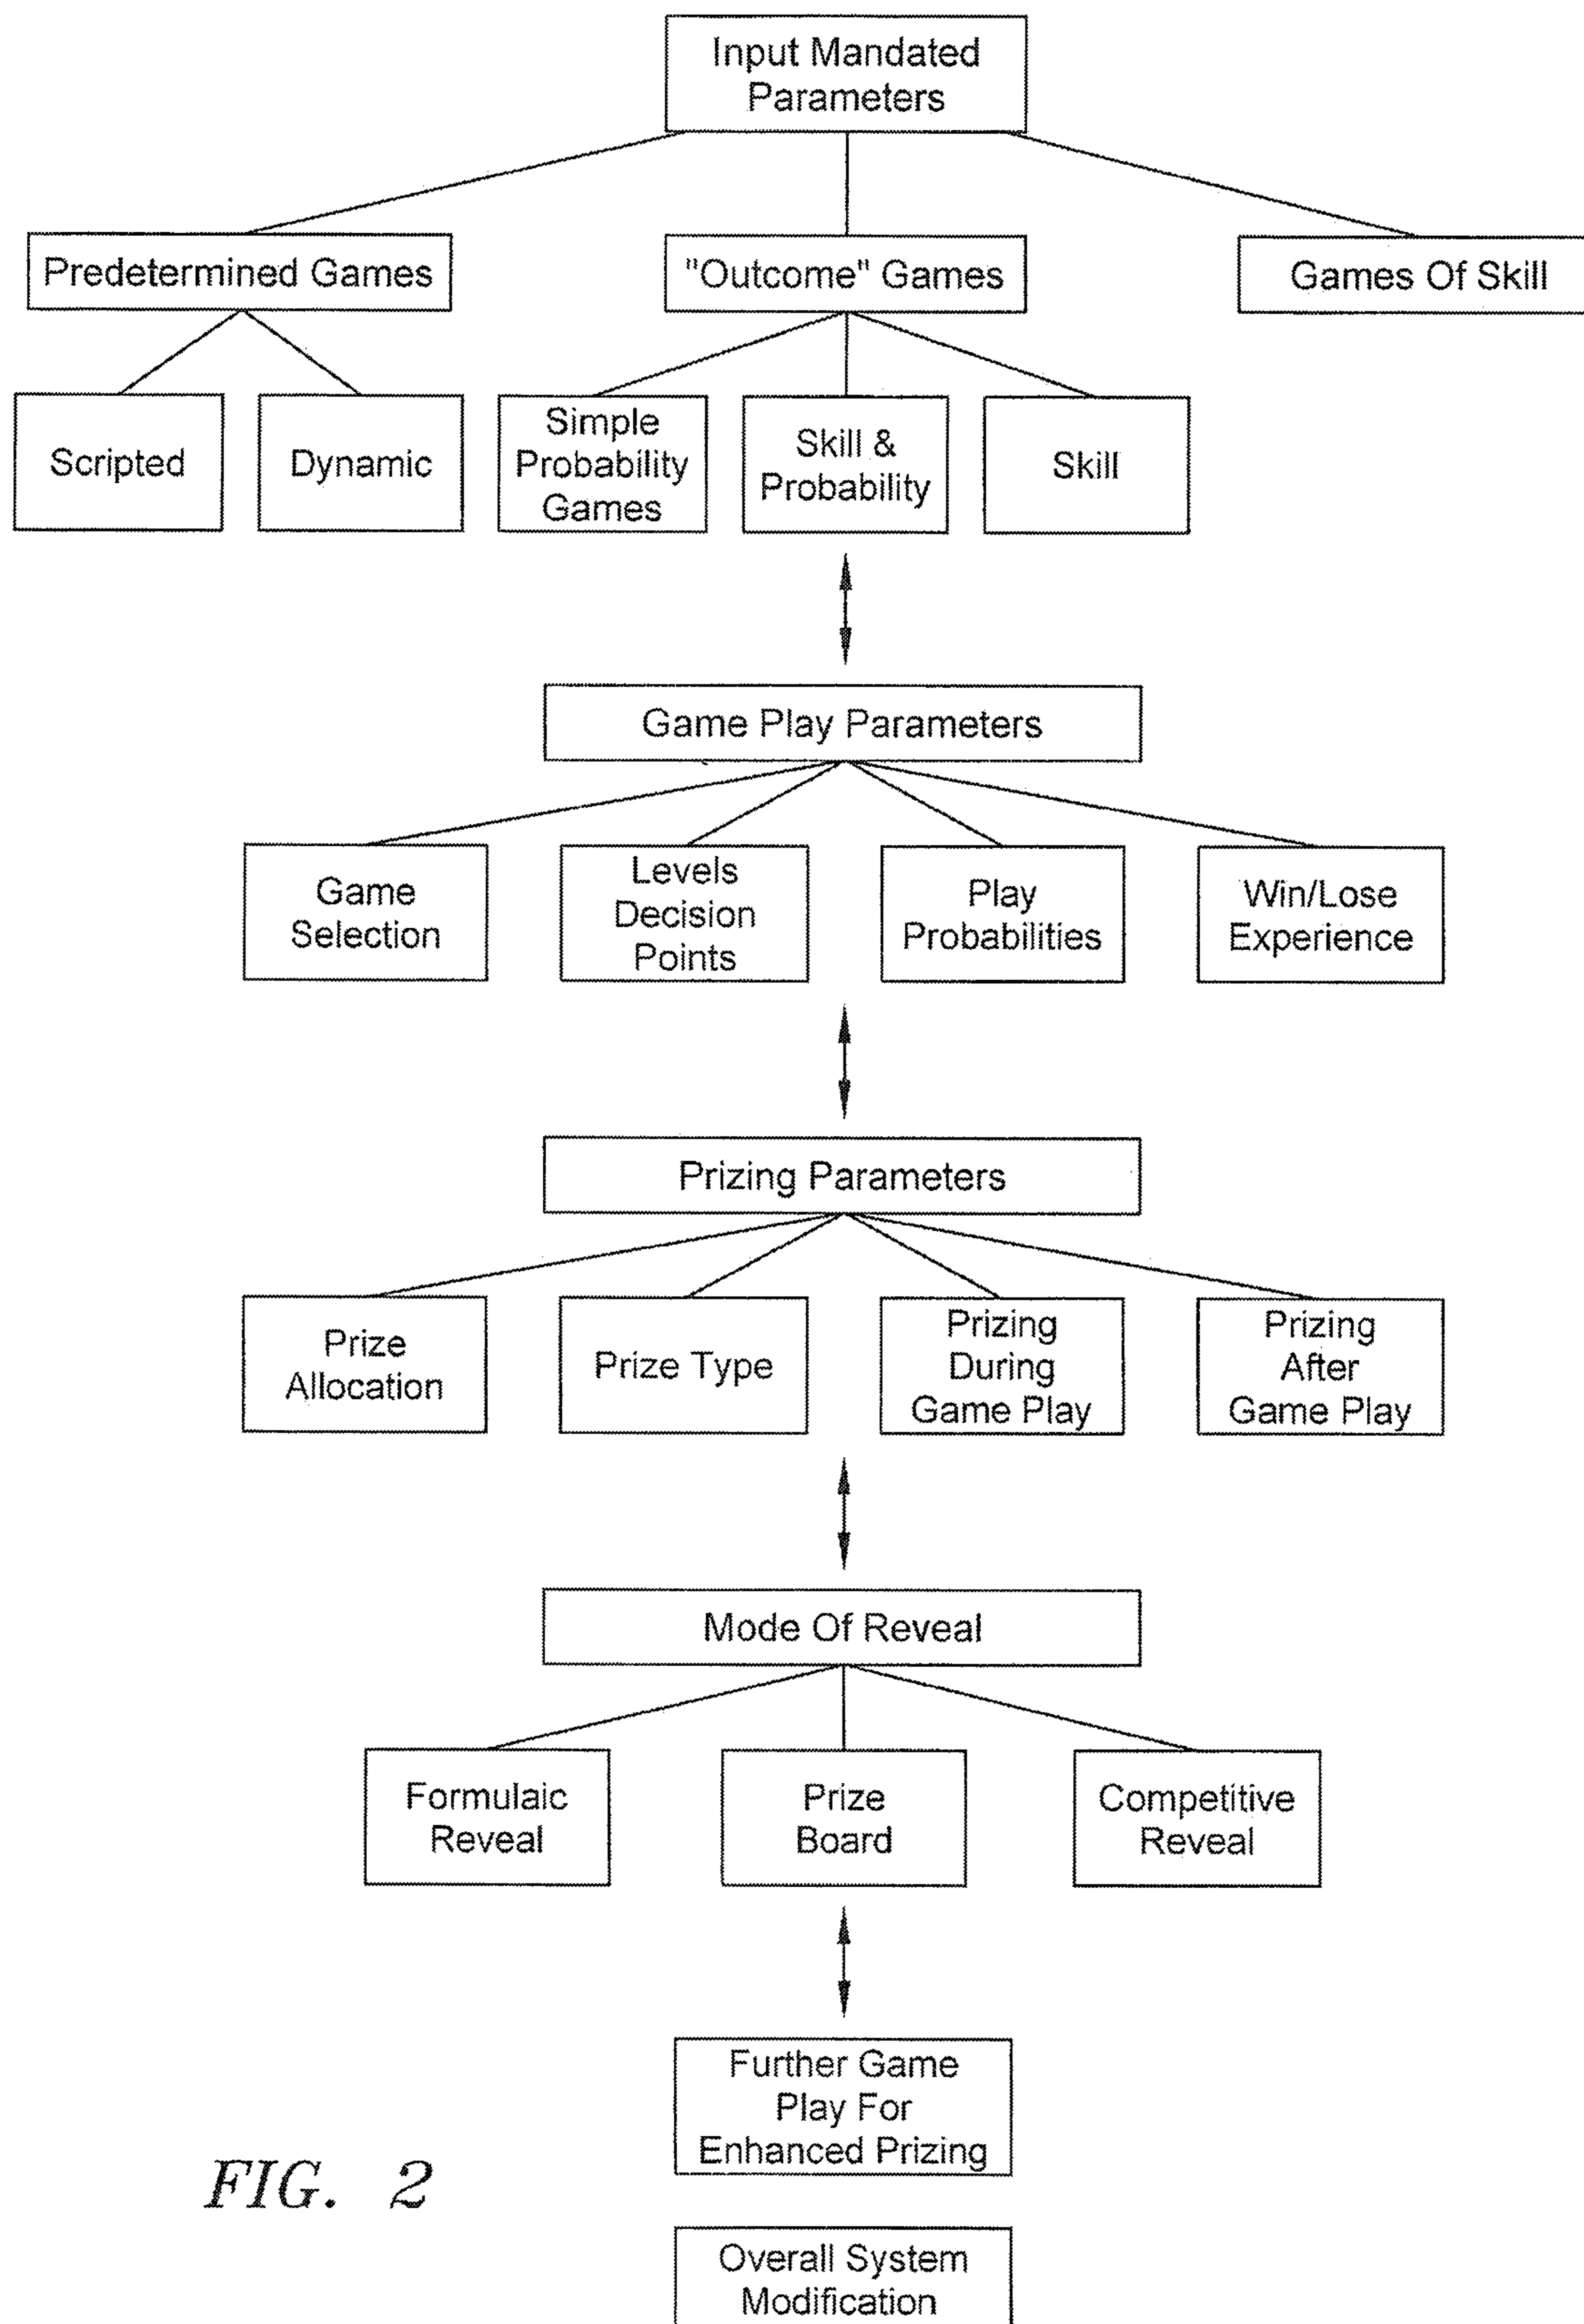 Input Mandated
Parameters
Predetermined Games
"Outcome" Games
Games Of Skill
Scripted
Dynamic
Simple
Probability
Games
Skill &
Probability
Skill
Game Play Parameters
Game
Selection
Levels
Decision
Points
Play
Probabilities
Win/Lose
Experience
Prizing Parameters
Prize
Allocation
Prize Type
Prizing
During
Game Play
Prizing
After
Game Play
Mode Of Reveal
Formulaic
Reveal
Prize
Board
Competitive
Reveal
Further Game
Play For
Enhanced Prizing
FIG. 2
Overall System
Modification